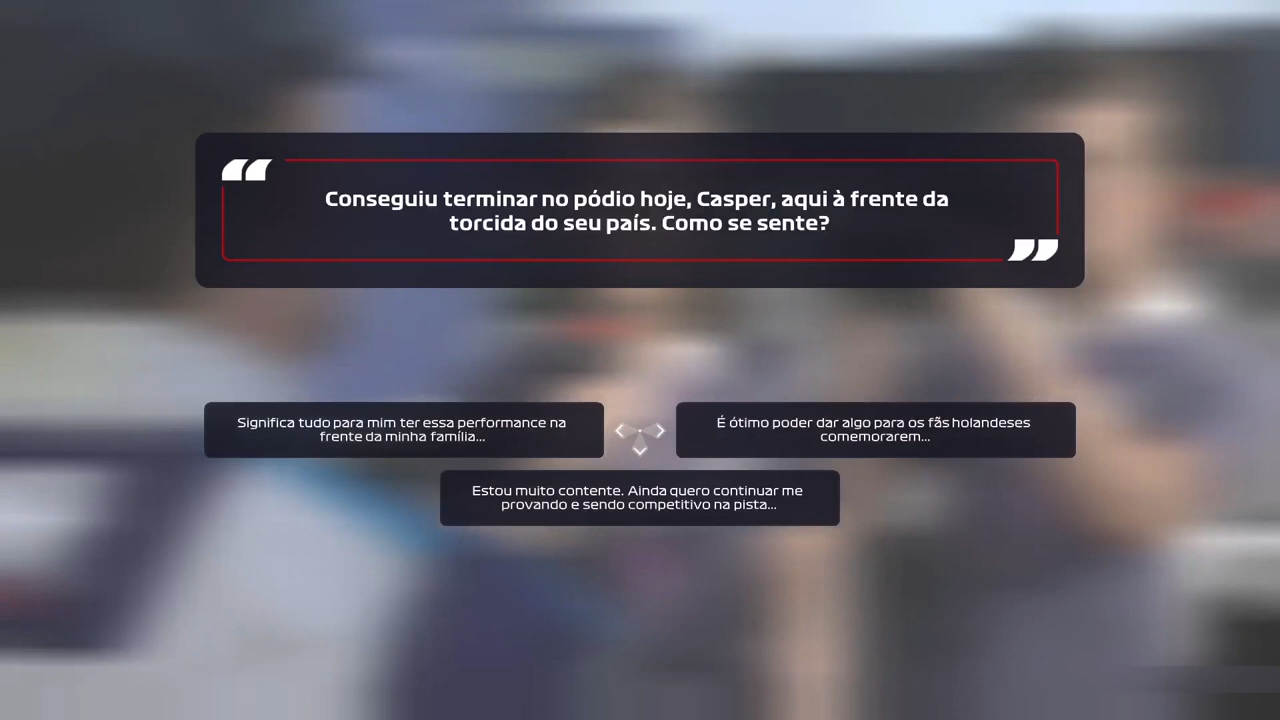 Conseguiu terminar no pódio hoje, Casper, aqui à frente da
torcida do seu país. Como se sente?
Significa tudo para mim ter essa performance na
frente da minha família...
É ótimo poder dar algo para os fãs holandeses
comemorarem...
Estou muito contente. Ainda quero continuar me
provando e sendo competitivo na pista...